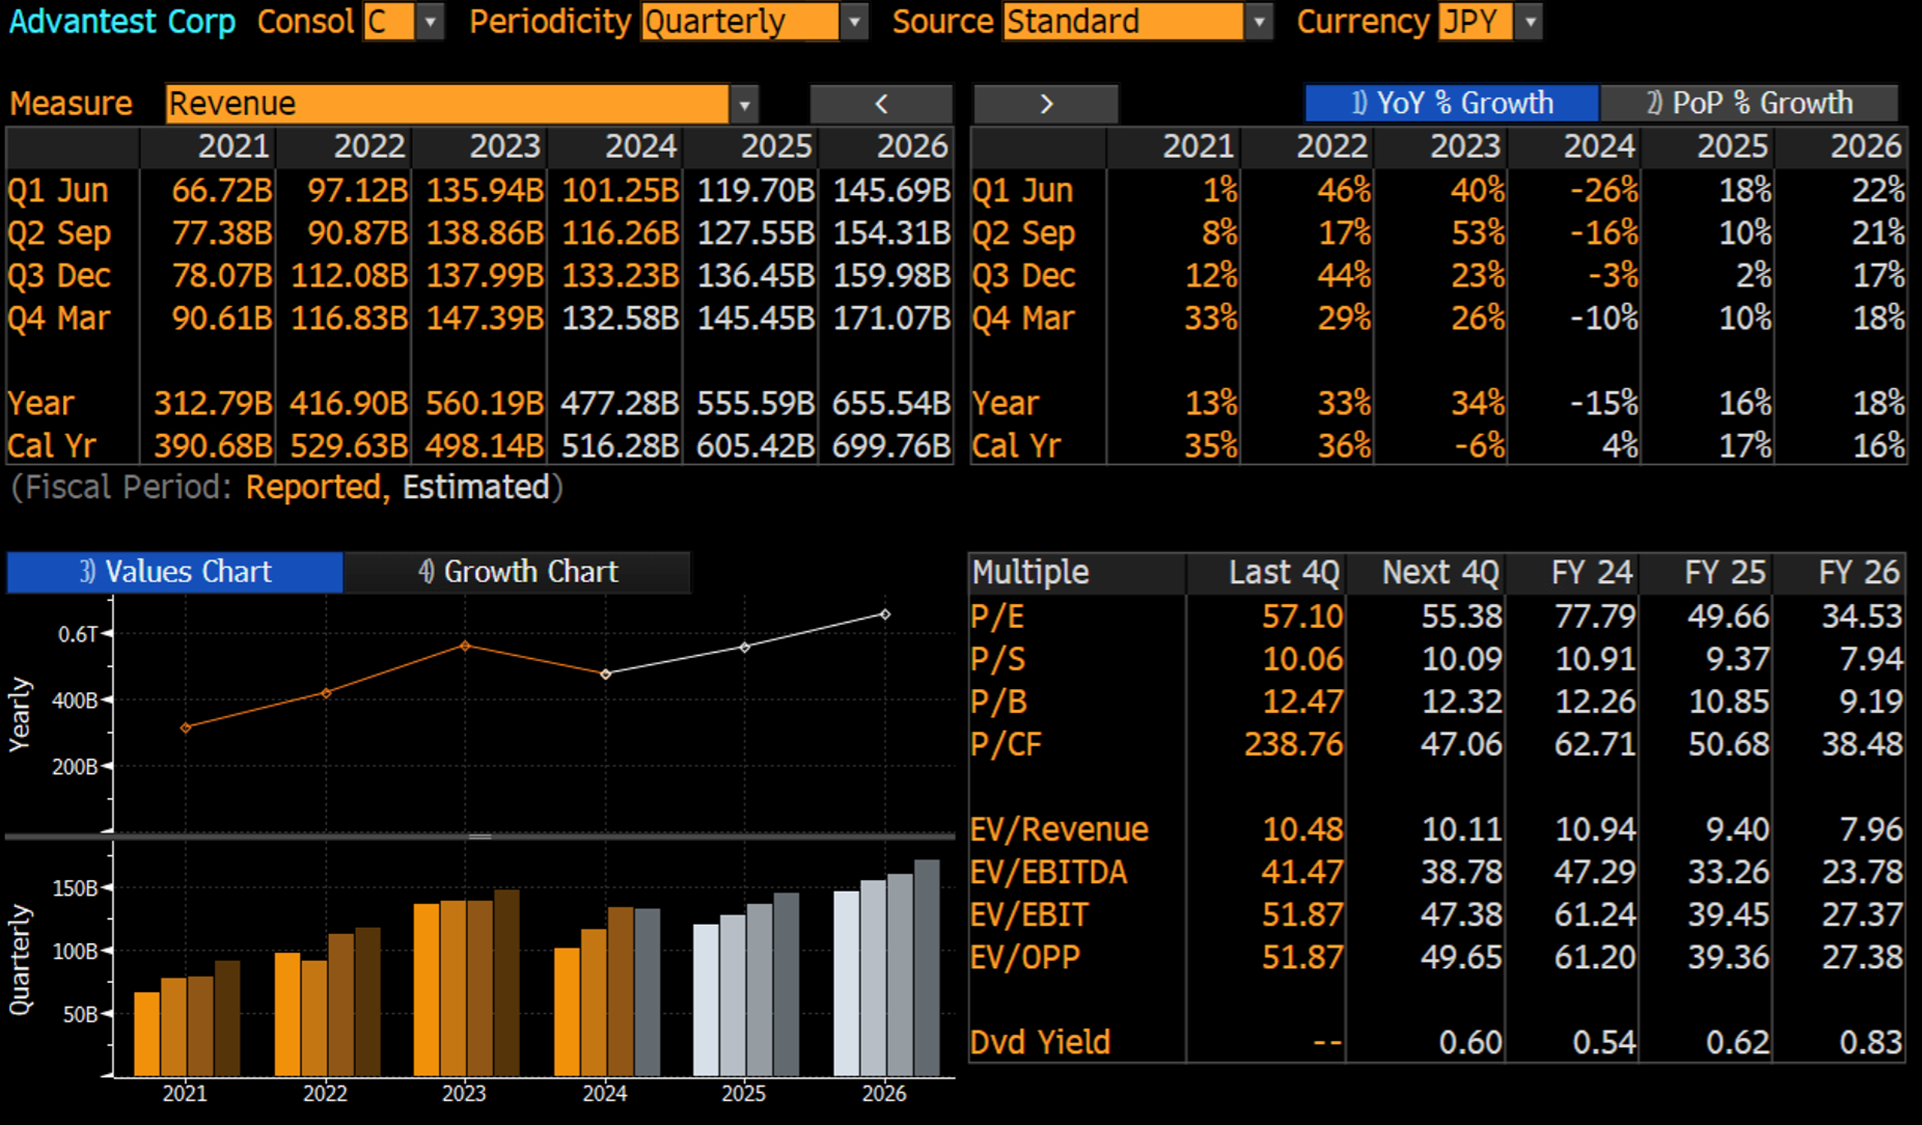 Advantest Corp Consol C Periodicity Quarterly Source Standard Currency JPY
Measure Revenue < > 1) YoY % Growth 2) PoP % Growth
2021 2022 2023 2024 2025 2026 2021 2022 2023 2024 2025 2026
Q1 Jun 66.72B 97.12B 135.94B 101.25B 119.70B 145.69B Q1 Jun 1% 46% 40% -26% 18% 22%
Q2 Sep 77.38B 90.87B 138.86B 116.26B 127.55B 154.31B Q2 Sep 8% 17% 53% -16% 10% 21%
Q3 Dec 78.07B 112.08B 137.99B 133.23B 136.45B 159.98B Q3 Dec 12% 44% 23% -3% 2% 17%
Q4 Mar 90.61B 116.83B 147.39B 132.58B 145.45B 171.07B Q4 Mar 33% 29% 26% -10% 10% 18%
Year 312.79B 416.90B 560.19B 477.28B 555.59B 655.54B Year 13% 33% 34% -15% 16% 18%
Cal Yr 390.68B 529.63B 498.14B 516.28B 605.42B 699.76B Cal Yr 35% 36% -6% 4% 17% 16%
(Fiscal Period: Reported, Estimated)
3) Values Chart 4) Growth Chart
Yearly
0.6T
400B
200B
Quarterly
150B
100B
50B
2021 2022 2023 2024 2025 2026
Multiple Last 4Q Next 4Q FY 24 FY 25 FY 26
P/E 57.10 55.38 77.79 49.66 34.53
P/S 10.06 10.09 10.91 9.37 7.94
P/B 12.47 12.32 12.26 10.85 9.19
P/CF 238.76 47.06 62.71 50.68 38.48
EV/Revenue 10.48 10.11 10.94 9.40 7.96
EV/EBITDA 41.47 38.78 47.29 33.26 23.78
EV/EBIT 51.87 47.38 61.24 39.45 27.37
EV/OPP 51.87 49.65 61.20 39.36 27.38
Dvd Yield -- 0.60 0.54 0.62 0.83